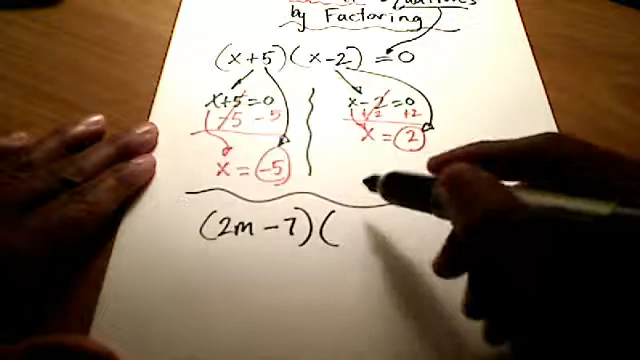 by Factoring
(x+5)(x-2) = 0
x+5=0 x-2=0
-5 -5 +2 +2
x = -5 x = 2
(2m-7)(